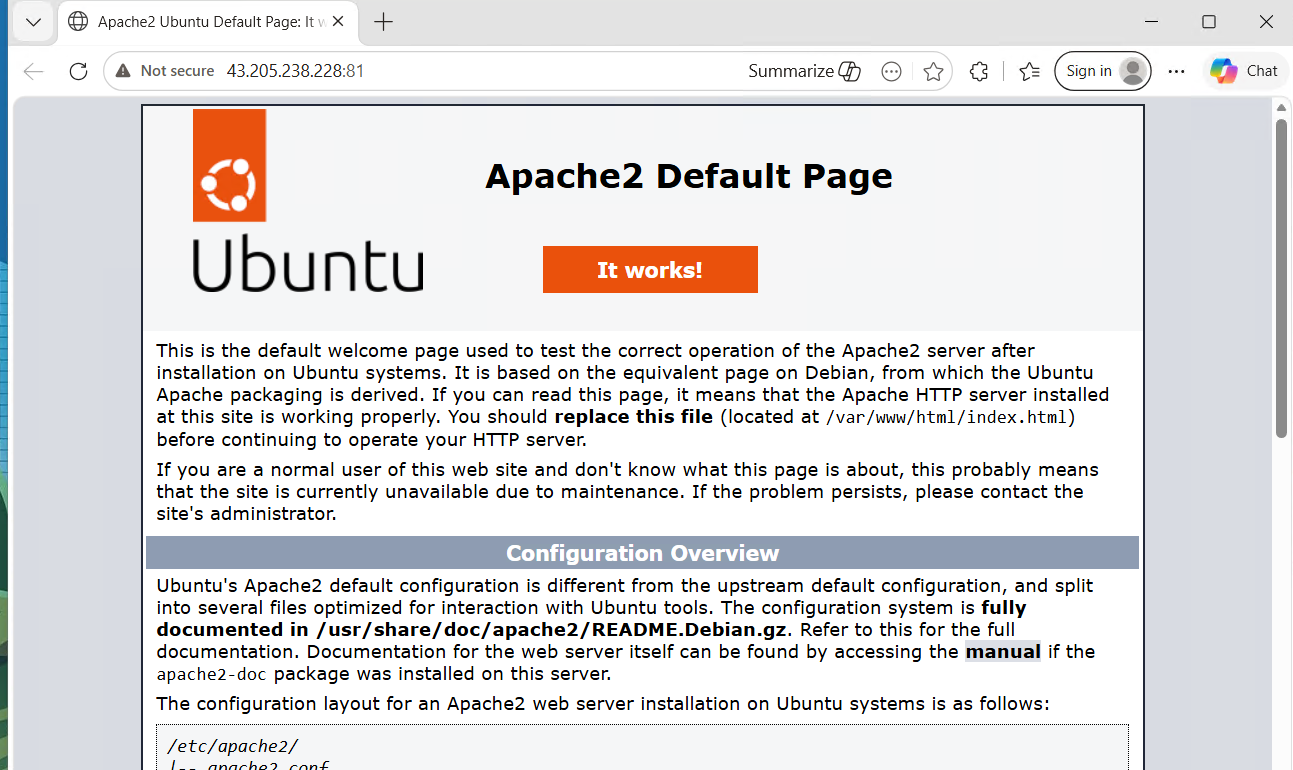 Apache2 Ubuntu Default Page: It w
Not secure 43.205.238.228:81 Summarize Sign in Chat
Ubuntu
Apache2 Default Page
It works!
This is the default welcome page used to test the correct operation of the Apache2 server after
installation on Ubuntu systems. It is based on the equivalent page on Debian, from which the Ubuntu
Apache packaging is derived. If you can read this page, it means that the Apache HTTP server installed
at this site is working properly. You should replace this file (located at /var/www/html/index.html)
before continuing to operate your HTTP server.
If you are a normal user of this web site and don't know what this page is about, this probably means
that the site is currently unavailable due to maintenance. If the problem persists, please contact the
site's administrator.
Configuration Overview
Ubuntu's Apache2 default configuration is different from the upstream default configuration, and split
into several files optimized for interaction with Ubuntu tools. The configuration system is fully
documented in /usr/share/doc/apache2/README.Debian.gz. Refer to this for the full
documentation. Documentation for the web server itself can be found by accessing the manual if the
apache2-doc package was installed on this server.
The configuration layout for an Apache2 web server installation on Ubuntu systems is as follows:
/etc/apache2/
|-- apache2.conf